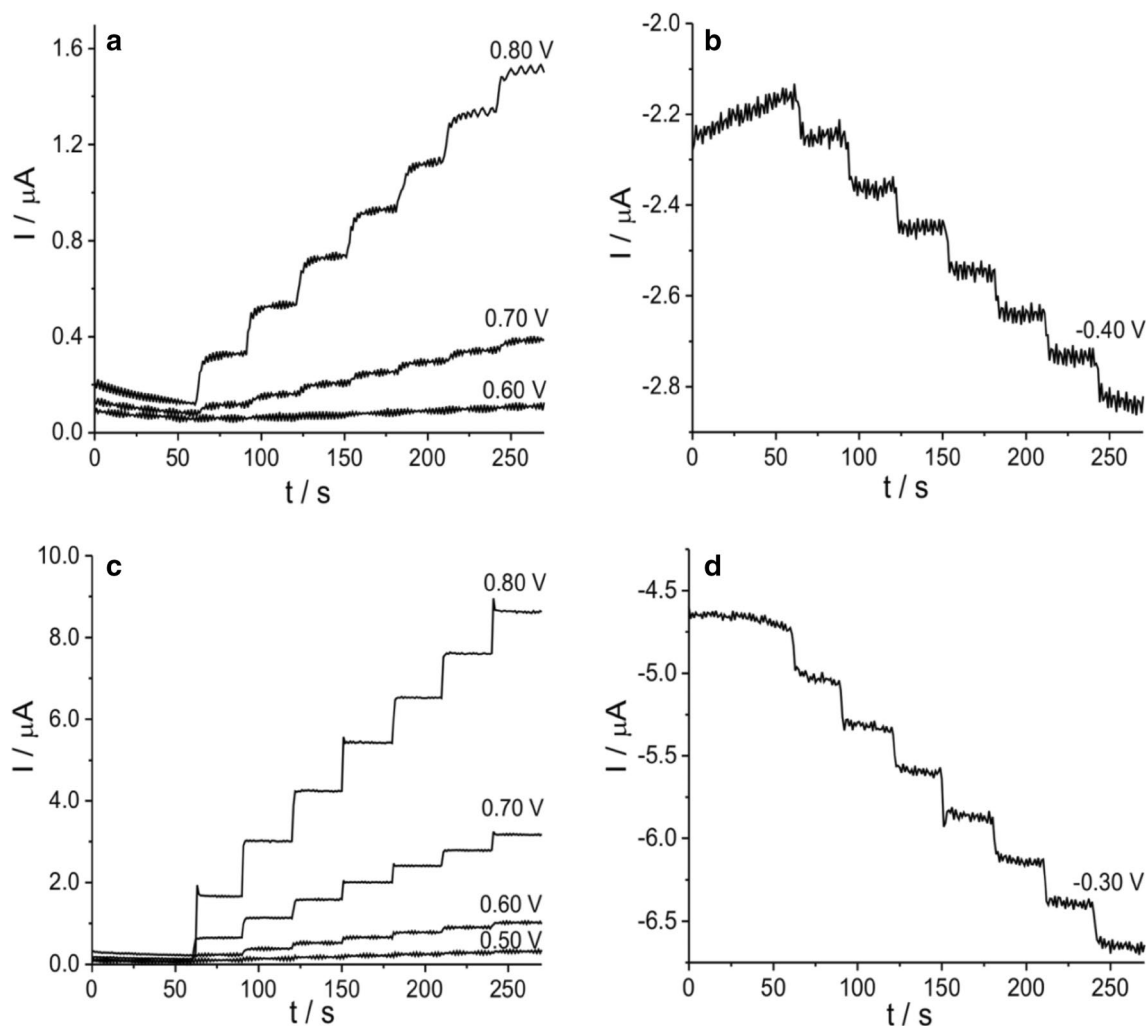 a
0.80 V
1.6
1.2
0.8
0.4
0.0
I / μA
0.70 V
0.60 V
0 50 100 150 200 250
t / s
b
-2.0
-2.2
-2.4
-2.6
-2.8
I / μA
-0.40 V
0 50 100 150 200 250
t / s
c
10.0
8.0
6.0
4.0
2.0
0.0
I / μA
0.80 V
0.70 V
0.60 V
0.50 V
0 50 100 150 200 250
t / s
d
-4.5
-5.0
-5.5
-6.0
-6.5
I / μA
-0.30 V
0 50 100 150 200 250
t / s